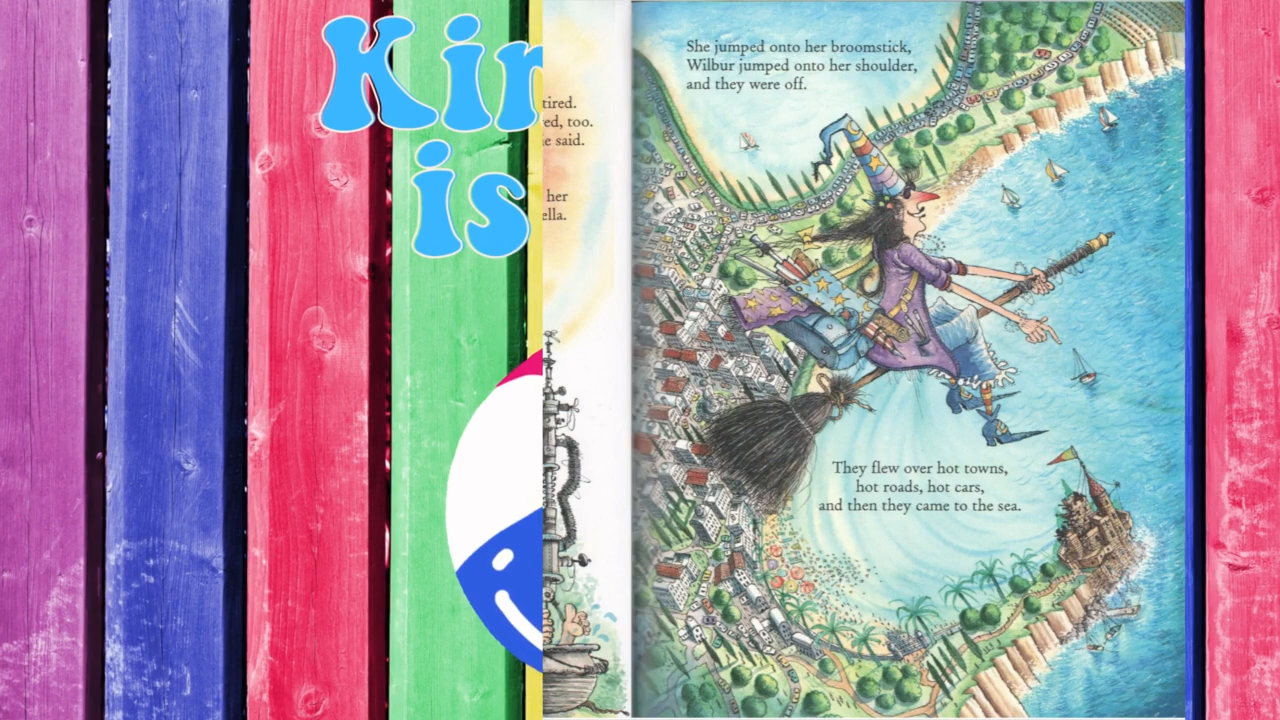 Kin
is
tired.
ed, too.
e said.
her
ella.
She jumped onto her broomstick,
Wilbur jumped onto her shoulder,
and they were off.
They flew over hot towns,
hot roads, hot cars,
and then they came to the sea.